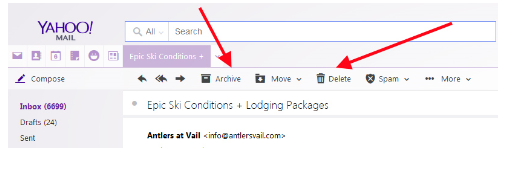 YAHOO!
MAIL
All
Search
Epic Ski Conditions +
Compose
Archive
Move
Delete
Spam
More
Inbox (6699)
Epic Ski Conditions + Lodging Packages
Drafts (24)
Sent
Antlers at Vail <info@antlersvail.com>